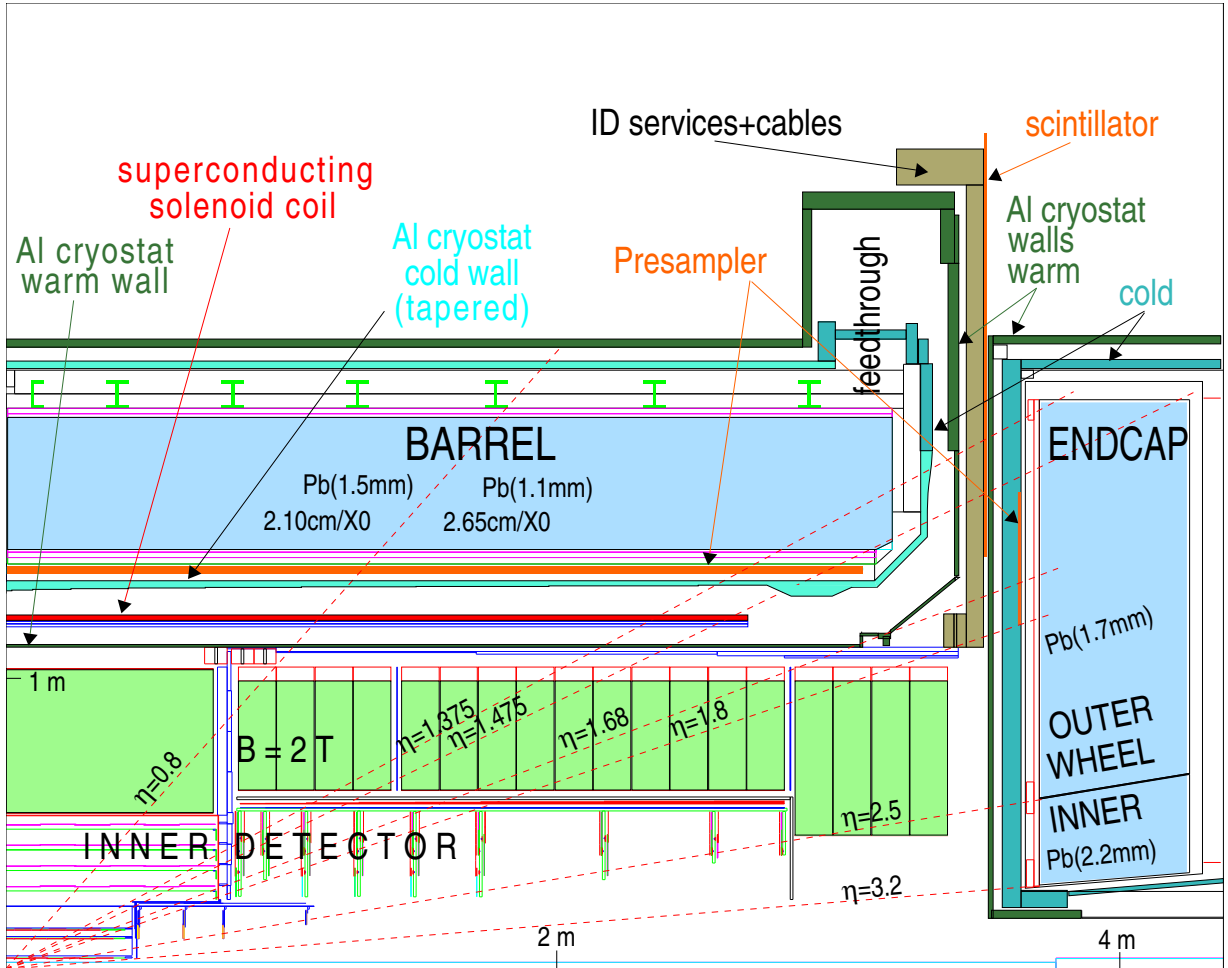 ID services+cables
scintillator
superconducting
solenoid coil
Al cryostat
warm wall
Al cryostat
cold wall
(tapered)
Presampler
feedthrough
Al cryostat
walls
warm
cold
BARREL
Pb(1.5mm)
Pb(1.1mm)
2.10cm/X0
2.65cm/X0
ENDCAP
Pb(1.7mm)
1 m
B = 2 T
η=0.8
η=1.375
η=1.475
η=1.68
η=1.8
OUTER
WHEEL
η=2.5
INNER
Pb(2.2mm)
INNER DETECTOR
η=3.2
2 m
4 m